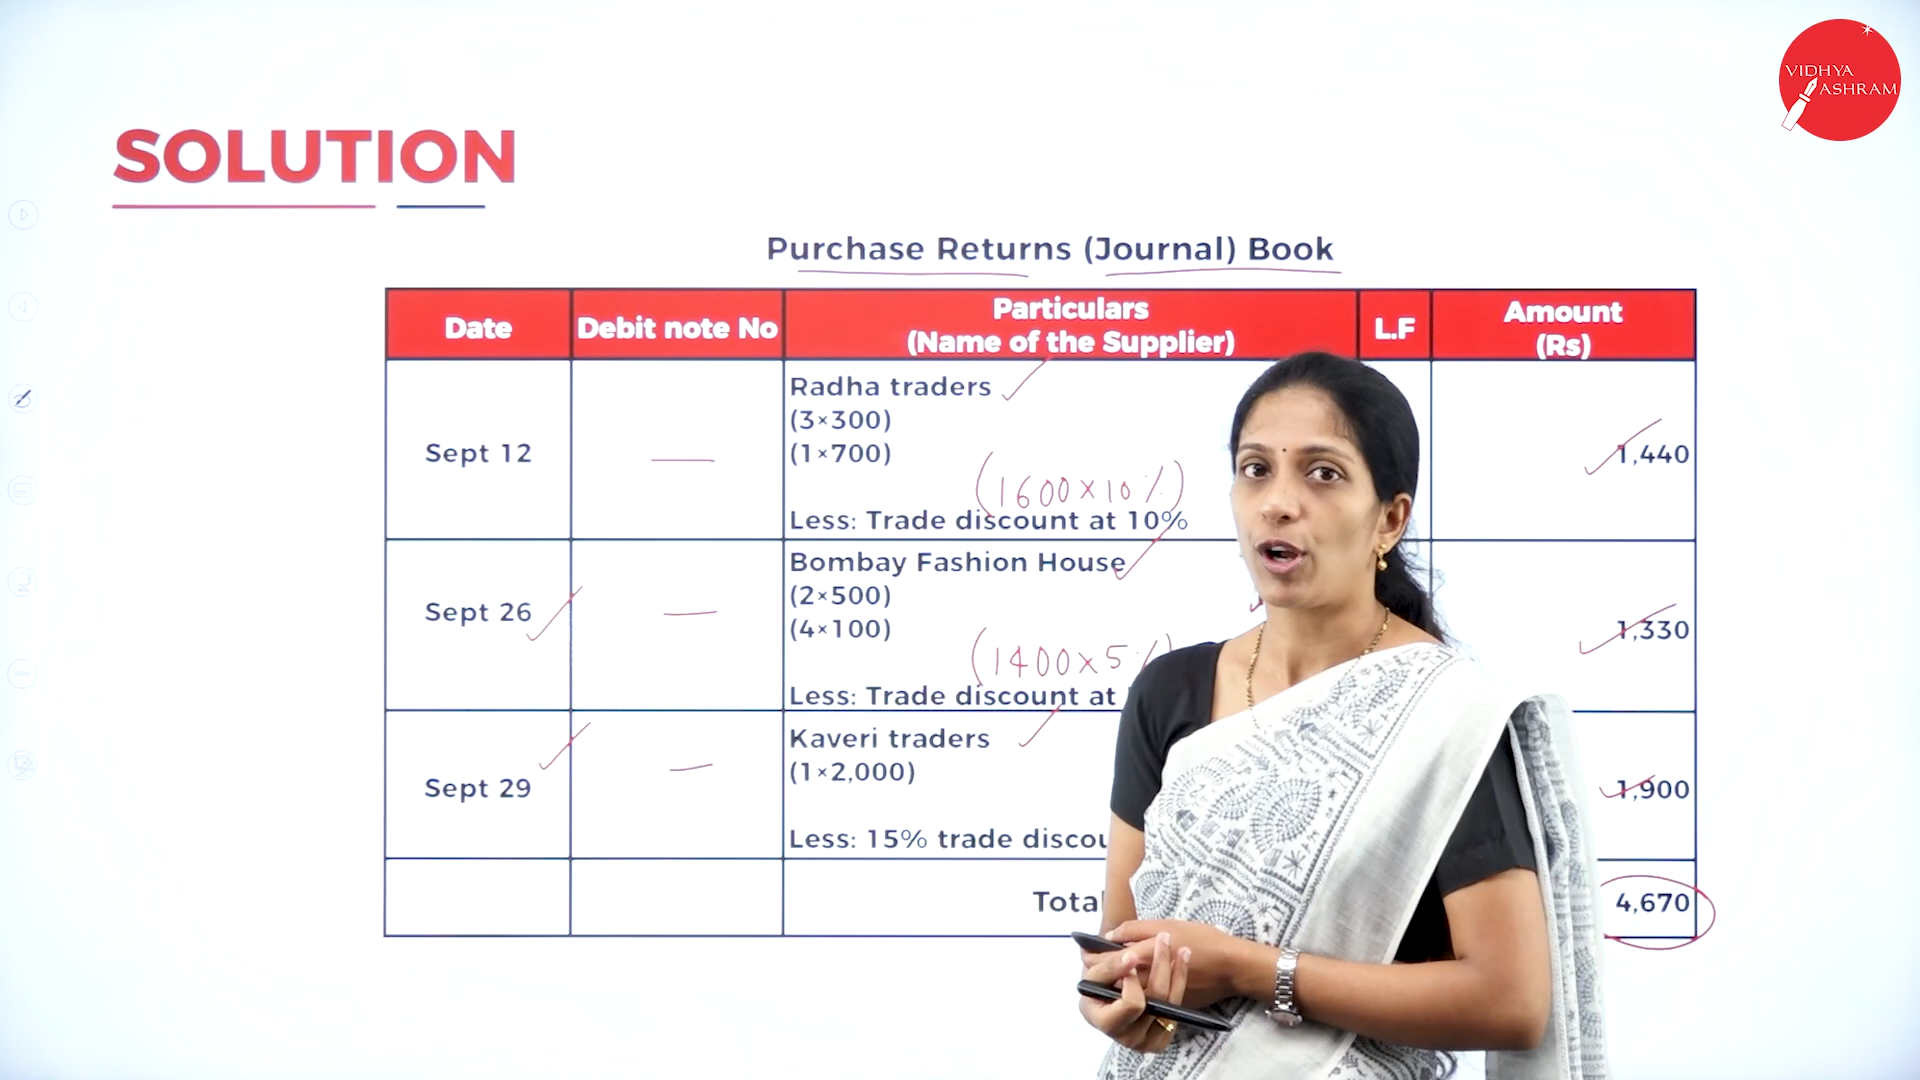 VIDHYA
ASHRAM
SOLUTION
Purchase Returns (Journal) Book
Date
Debit note No
Particulars
(Name of the Supplier)
L.F
Amount
(Rs)
Sept 12
Radha traders
(3×300)
(1×700)
(1600×10%)
Less: Trade discount at 10%
1,440
Sept 26
Bombay Fashion House
(2×500)
(4×100)
(1400×5%)
Less: Trade discount at
1,330
Sept 29
Kaveri traders
(1×2,000)
Less: 15% trade discou
1,900
Total
4,670